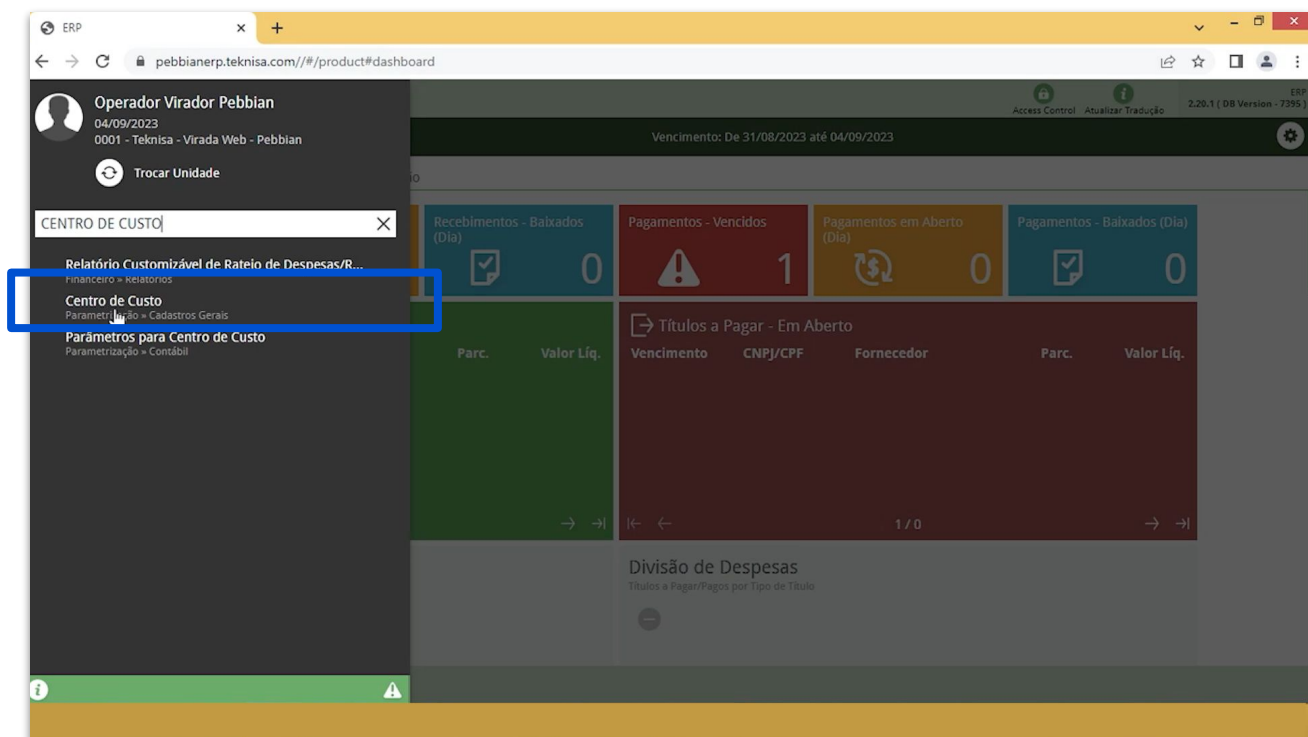 ERP
pebbianerp.teknisa.com//#/product#dashboard
Operador Virador Pebbian
04/09/2023
0001 - Teknisa - Virada Web - Pebbian
Trocar Unidade
CENTRO DE CUSTO
Relatório Customizável de Rateio de Despesas/R...
Financeiro » Relatórios
Centro de Custo
» Cadastros Gerais
Parâmetros para Centro de Custo
Parametrização » Contábil
Access Control
Atualizar Tradução
ERP
2.20.1 ( DB Version - 7395 )
Vencimento: De 31/08/2023 até 04/09/2023
Recebimentos - Baixados (Dia)
0
Pagamentos - Vencidos
1
Pagamentos em Aberto (Dia)
0
Pagamentos - Baixados (Dia)
0
Parc. Valor Líq.
Títulos a Pagar - Em Aberto
Vencimento CNPJ/CPF Fornecedor Parc. Valor Líq.
1 / 0
Divisão de Despesas
Títulos a Pagar/Pagos por Tipo de Título